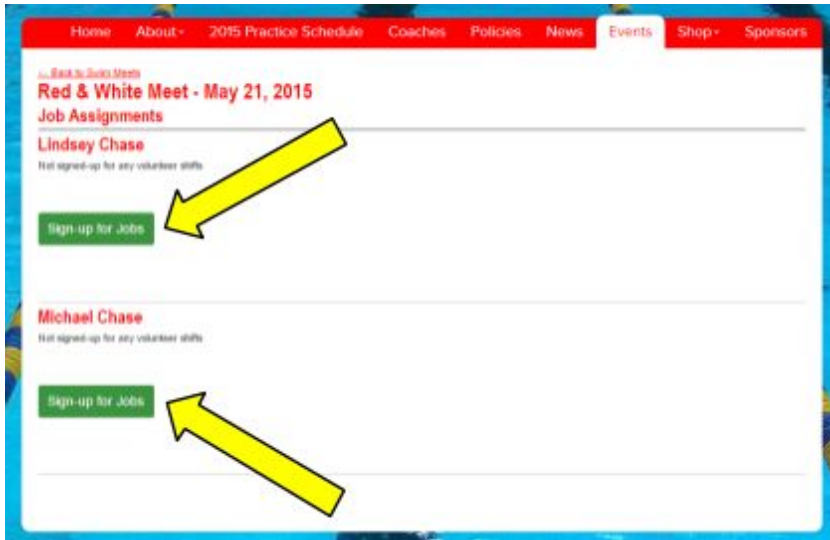 Home About 2015 Practice Schedule Coaches Policies News Events Shop Sponsors
← Back to Swim Meets
Red & White Meet - May 21, 2015
Job Assignments
Lindsey Chase
Not signed-up for any volunteer shifts
Sign-up for Jobs
Michael Chase
Not signed-up for any volunteer shifts
Sign-up for Jobs